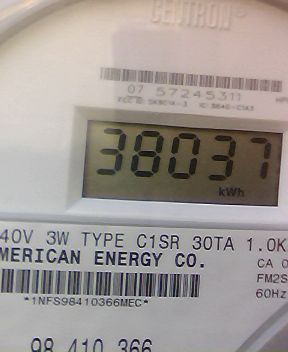 CENTRON®
07 57245311
38037
kWh
40V 3W TYPE C1SR 30TA 1.0K
MERICAN ENERGY CO.
CA 0
FM2S
60Hz
*1NFS98410366MEC*
98 410 366